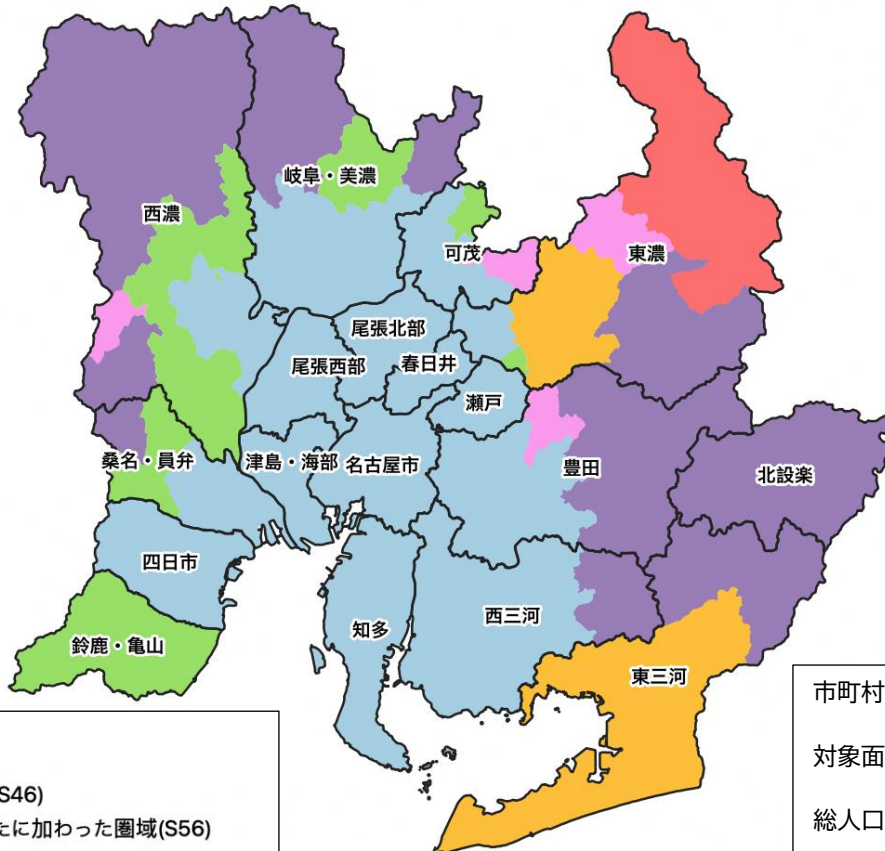 岐阜・美濃
西濃
可茂
東濃
尾張北部
尾張西部
春日井
瀬戸
桑名・員弁
津島・海部
名古屋市
豊田
北設楽
四日市
西三河
知多
鈴鹿・亀山
東三河
市町村
対象面
総人口
S46)
たに加わった圏域(S56)